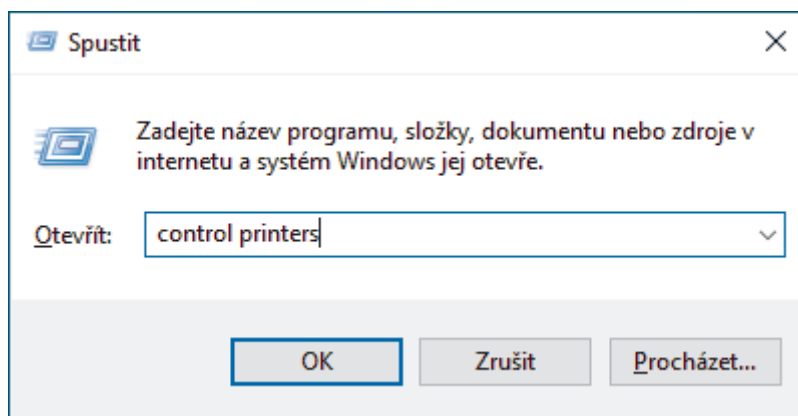 Spustit
Zadejte název programu, složky, dokumentu nebo zdroje v
internetu a systém Windows jej otevře.
Otevřít: control printers
OK Zrušit Procházet...